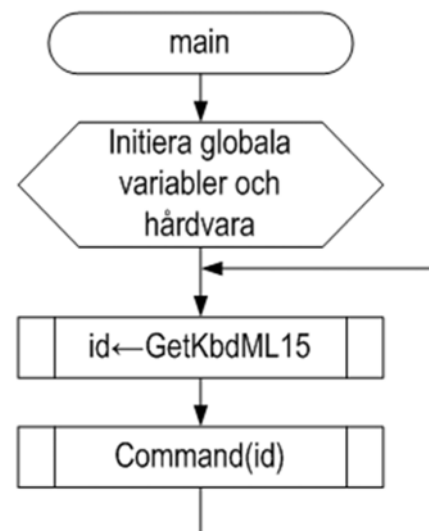 main
Initiera globala
variabler och
hårdvara
id←GetKbdML15
Command(id)